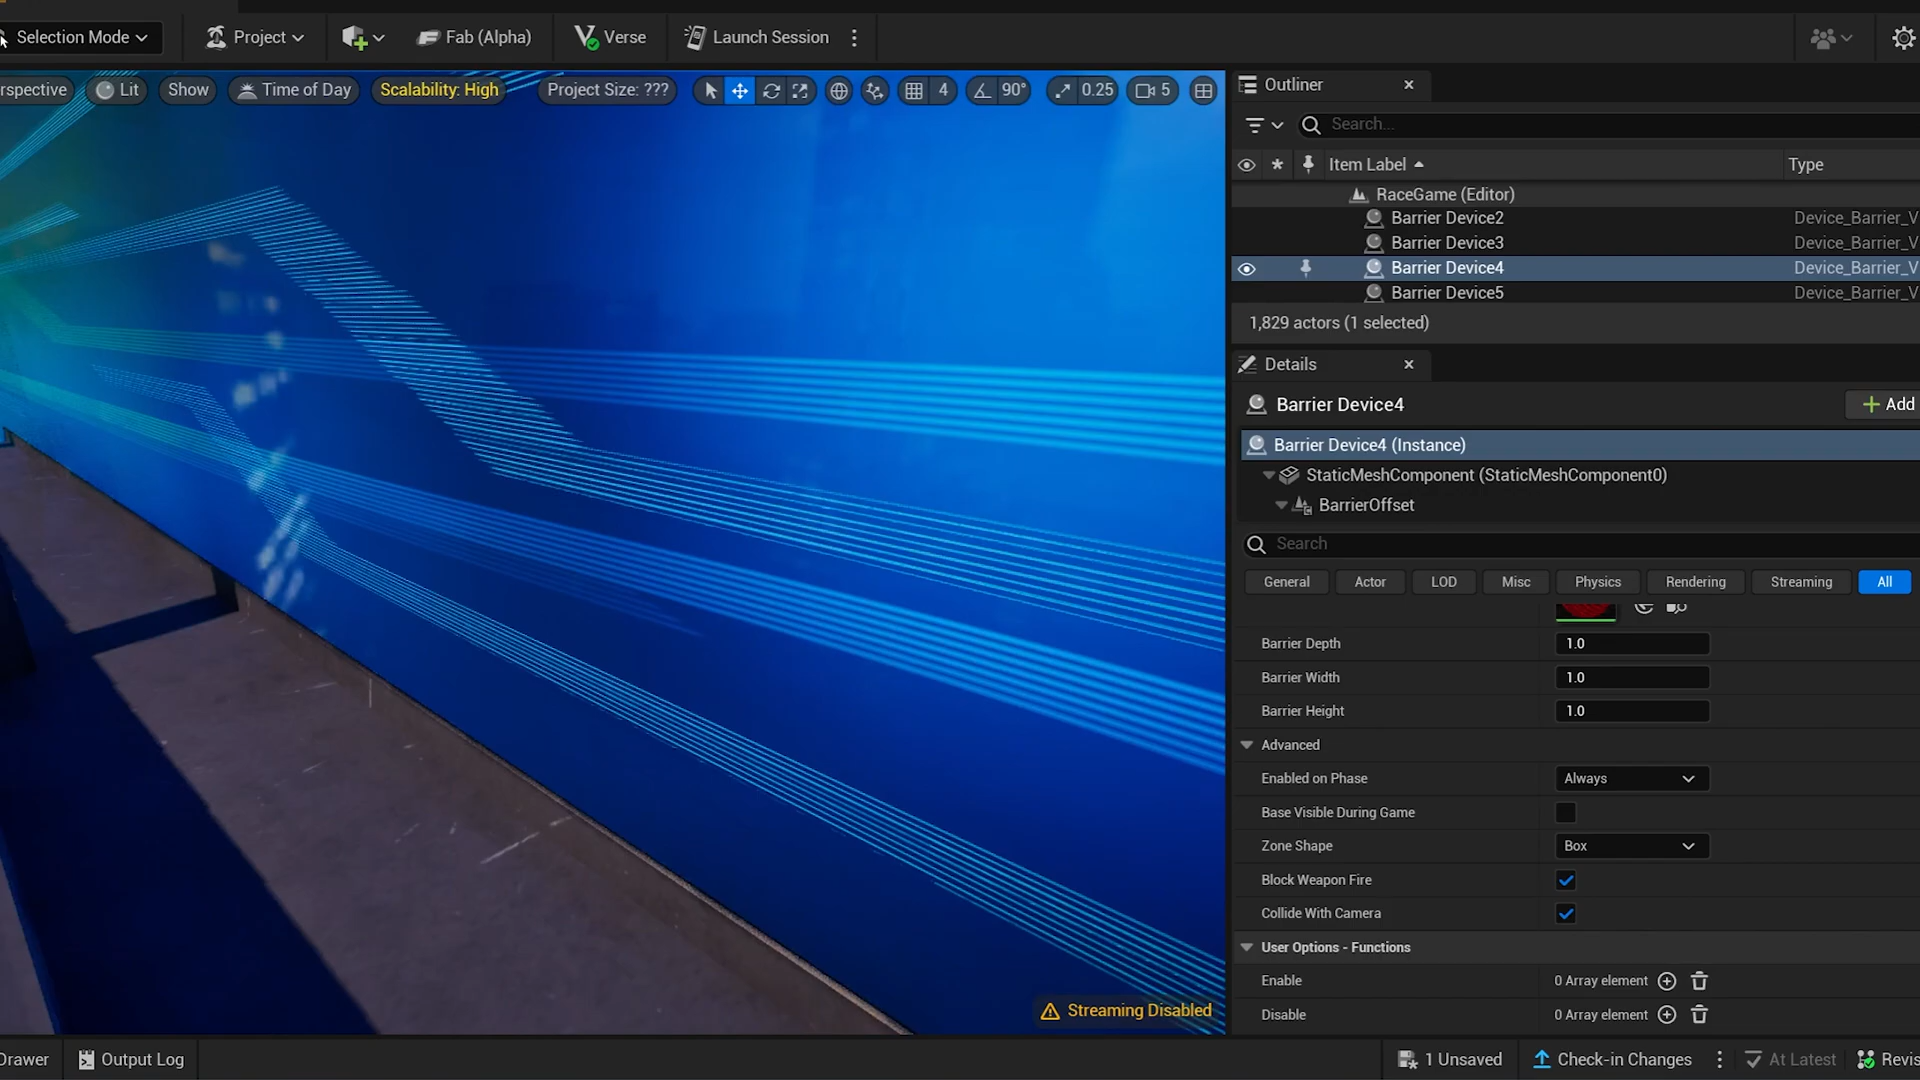 Selection Mode
Project
Fab (Alpha)
Verse
Launch Session
rspective
Lit
Show
Time of Day
Scalability: High
Project Size: ???
4
90°
0.25
5
Outliner
Search...
Item Label
Type
RaceGame (Editor)
Barrier Device2 Device_Barrier_V
Barrier Device3 Device_Barrier_V
Barrier Device4 Device_Barrier_V
Barrier Device5 Device_Barrier_V
1,829 actors (1 selected)
Details
Barrier Device4
Add
Barrier Device4 (Instance)
StaticMeshComponent (StaticMeshComponent0)
BarrierOffset
Search
General
Actor
LOD
Misc
Physics
Rendering
Streaming
All
Barrier Depth 1.0
Barrier Width 1.0
Barrier Height 1.0
Advanced
Enabled on Phase Always
Base Visible During Game
Zone Shape Box
Block Weapon Fire
Collide With Camera
User Options - Functions
Enable 0 Array element
Disable 0 Array element
Streaming Disabled
Drawer
Output Log
1 Unsaved
Check-in Changes
At Latest
Revis